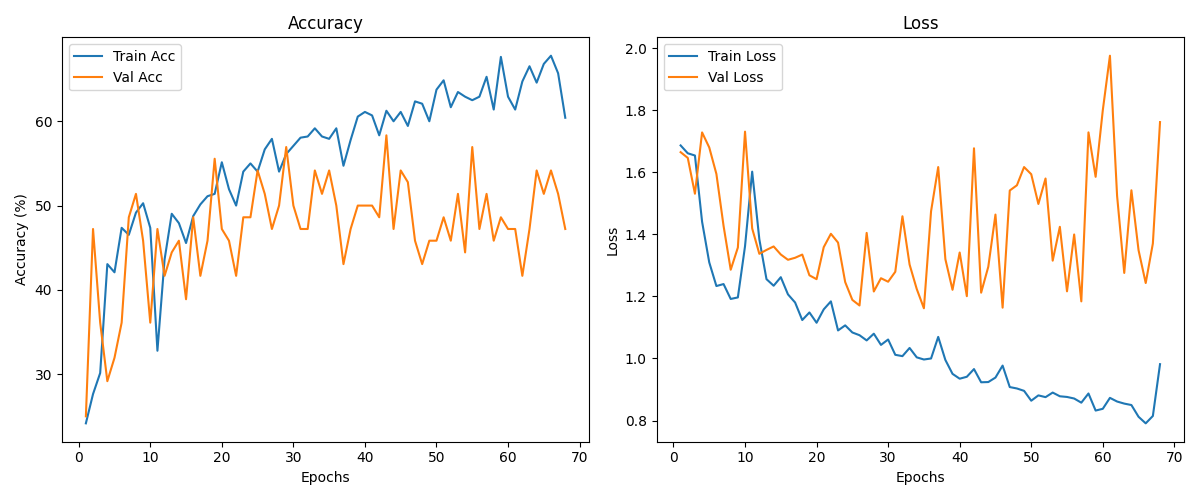 Accuracy
Train Acc
Val Acc
Accuracy (%)
60
50
40
30
0 10 20 30 40 50 60 70
Epochs
Loss
Train Loss
Val Loss
Loss
2.0
1.8
1.6
1.4
1.2
1.0
0.8
0 10 20 30 40 50 60 70
Epochs